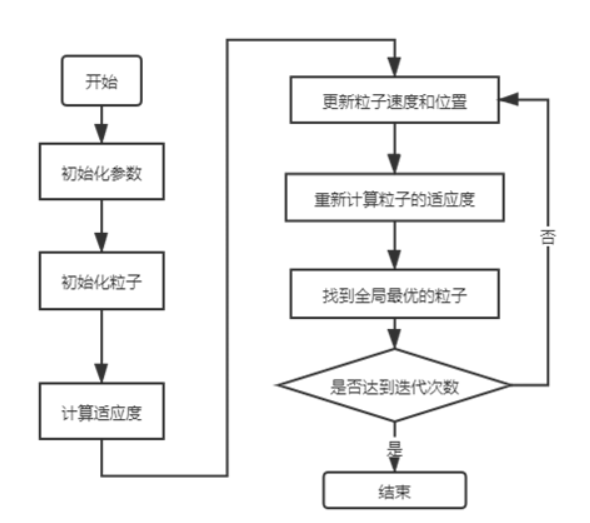 开始
初始化参数
初始化粒子
计算适应度
更新粒子速度和位置
重新计算粒子的适应度
找到全局最优的粒子
是否达到迭代次数
否
是
结束